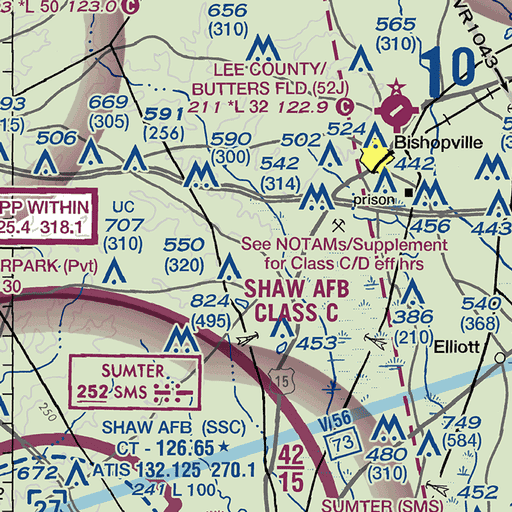 3 *L 50 123.0 C
656
(310)
565
(310)
VR1043
10
LEE COUNTY/
BUTTERS FLD (52J)
211 *L 32 122.9 C
93
15)
669
(305)
591
(256)
506
590
(300)
502
524
Bishopville
542
(314)
442
prison
PP WITHIN
25.4 318.1
UC
707
(310)
456
443
See NOTAMs/Supplement
for Class C/D eff hrs
550
(320)
RPARK (Pvt)
30
SHAW AFB
CLASS C
824
(495)
453
386
(210)
540
(368)
Elliott
SUMTER
252 SMS
15
250
V56
73
SHAW AFB (SSC)
CT - 126.65 ★
ATIS 132.125 270.1
241 L 100
672
27
42
15
480
(310)
749
(584)
452
SUMTER (SMS)